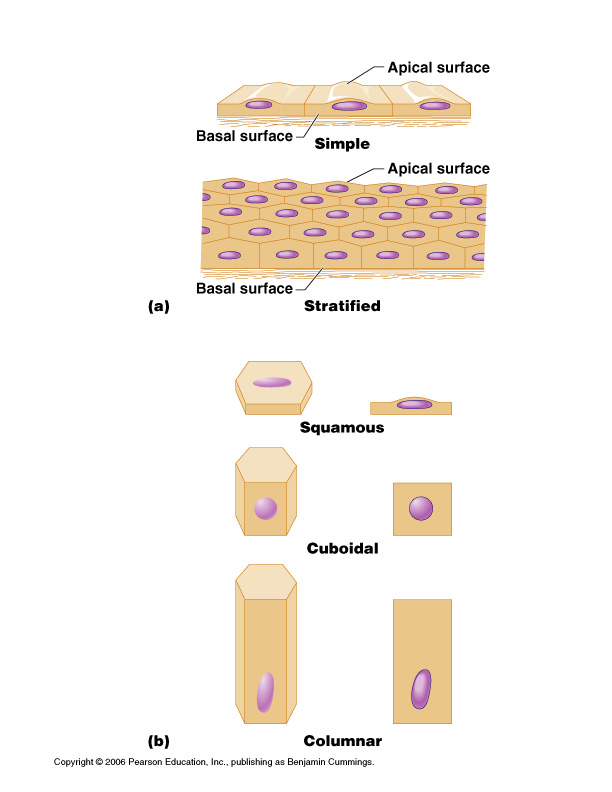 Apical surface
Basal surface
Simple
Apical surface
Basal surface
(a)
Stratified
Squamous
Cuboidal
(b)
Columnar
Copyright © 2006 Pearson Education, Inc., publishing as Benjamin Cummings.